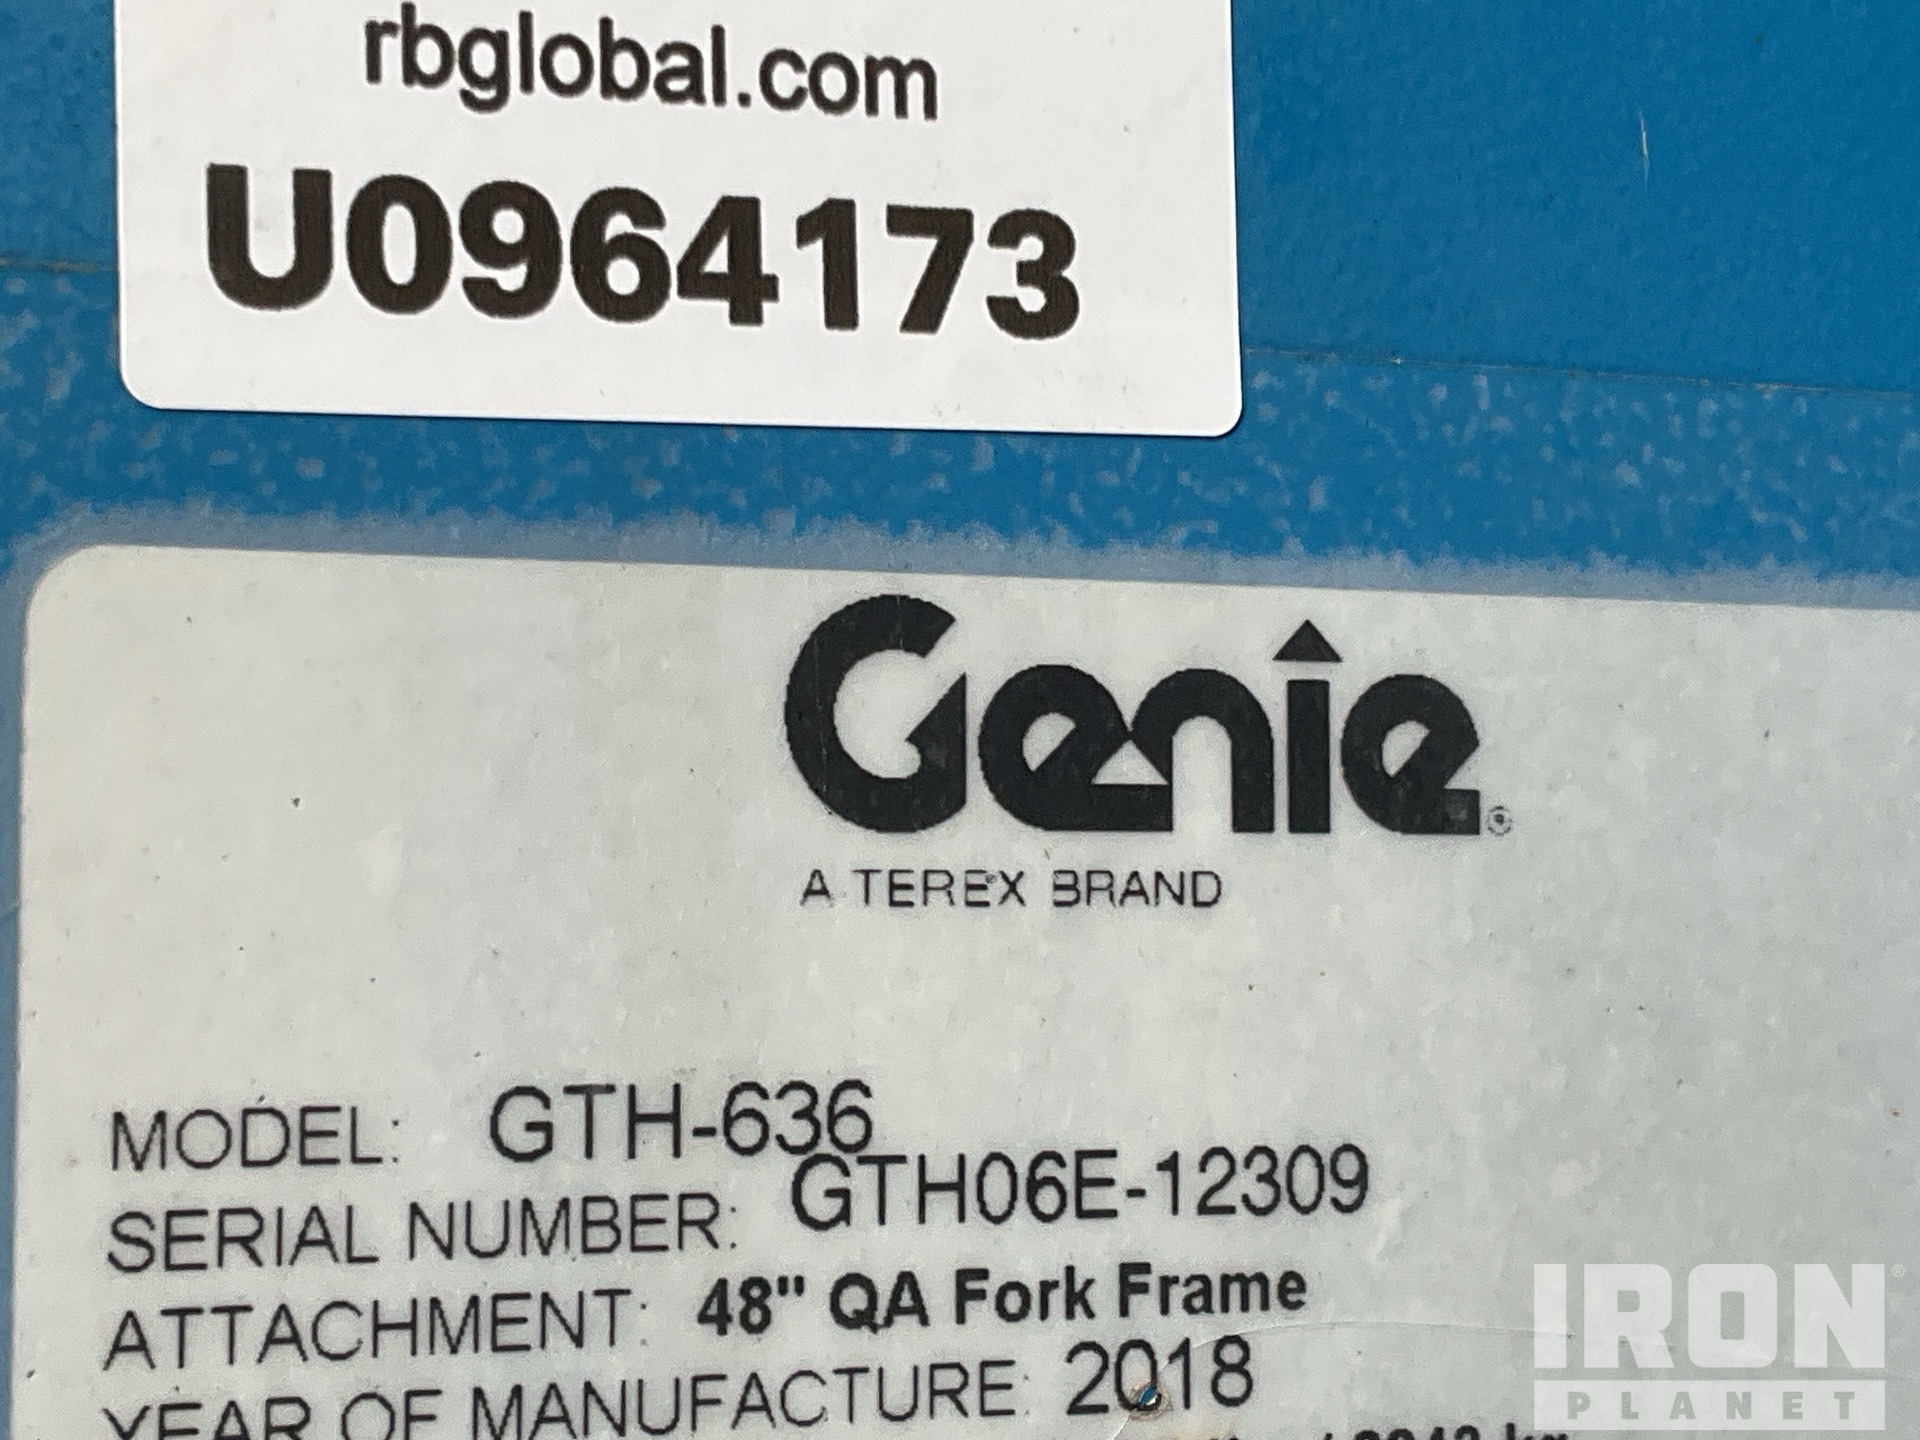 rbglobal.com
U0964173
Genie®
A TEREX BRAND
MODEL: GTH-636
SERIAL NUMBER: GTH06E-12309
ATTACHMENT: 48" QA Fork Frame
YEAR OF MANUFACTURE: 2018
IRON®
PLANET